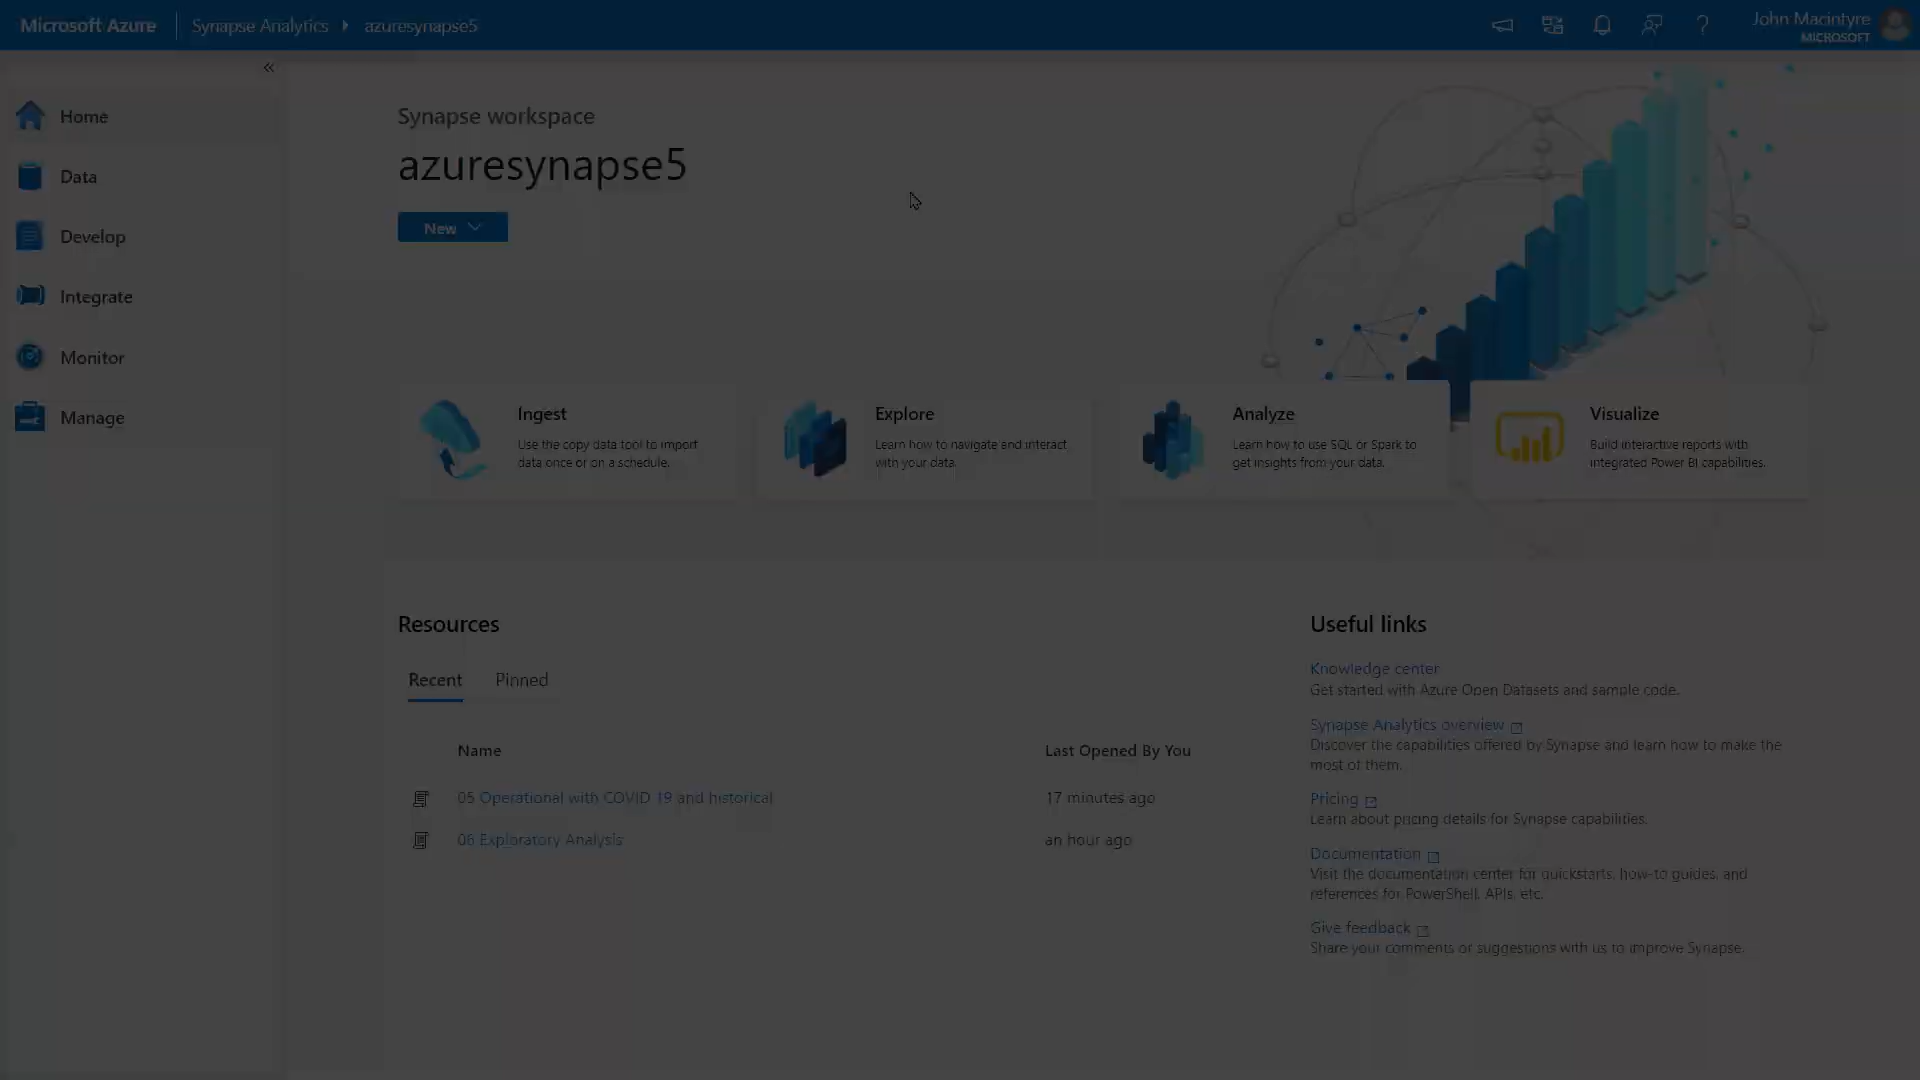 Microsoft Azure
Synapse Analytics
azuresynapse5
John Macintyre
MICROSOFT
Home
Data
Develop
Integrate
Monitor
Manage
Synapse workspace
azuresynapse5
New
Ingest
Use the copy data tool to import
data once or on a schedule.
Explore
Learn how to navigate and interact
with your data.
Analyze
Learn how to use SQL or Spark to
get insights from your data.
Visualize
Build interactive reports with
integrated Power BI capabilities.
Resources
Recent
Pinned
Name
Last Opened By You
05 Operational with COVID 19 and historical
17 minutes ago
06 Exploratory Analysis
an hour ago
Useful links
Knowledge center
Get started with Azure Open Datasets and sample code.
Synapse Analytics overview
Discover the capabilities offered by Synapse and learn how to make the
most of them.
Pricing
Learn about pricing details for Synapse capabilities.
Documentation
Visit the documentation center for quickstarts, how-to guides, and
references for PowerShell, APIs, etc.
Give feedback
Share your comments or suggestions with us to improve Synapse.